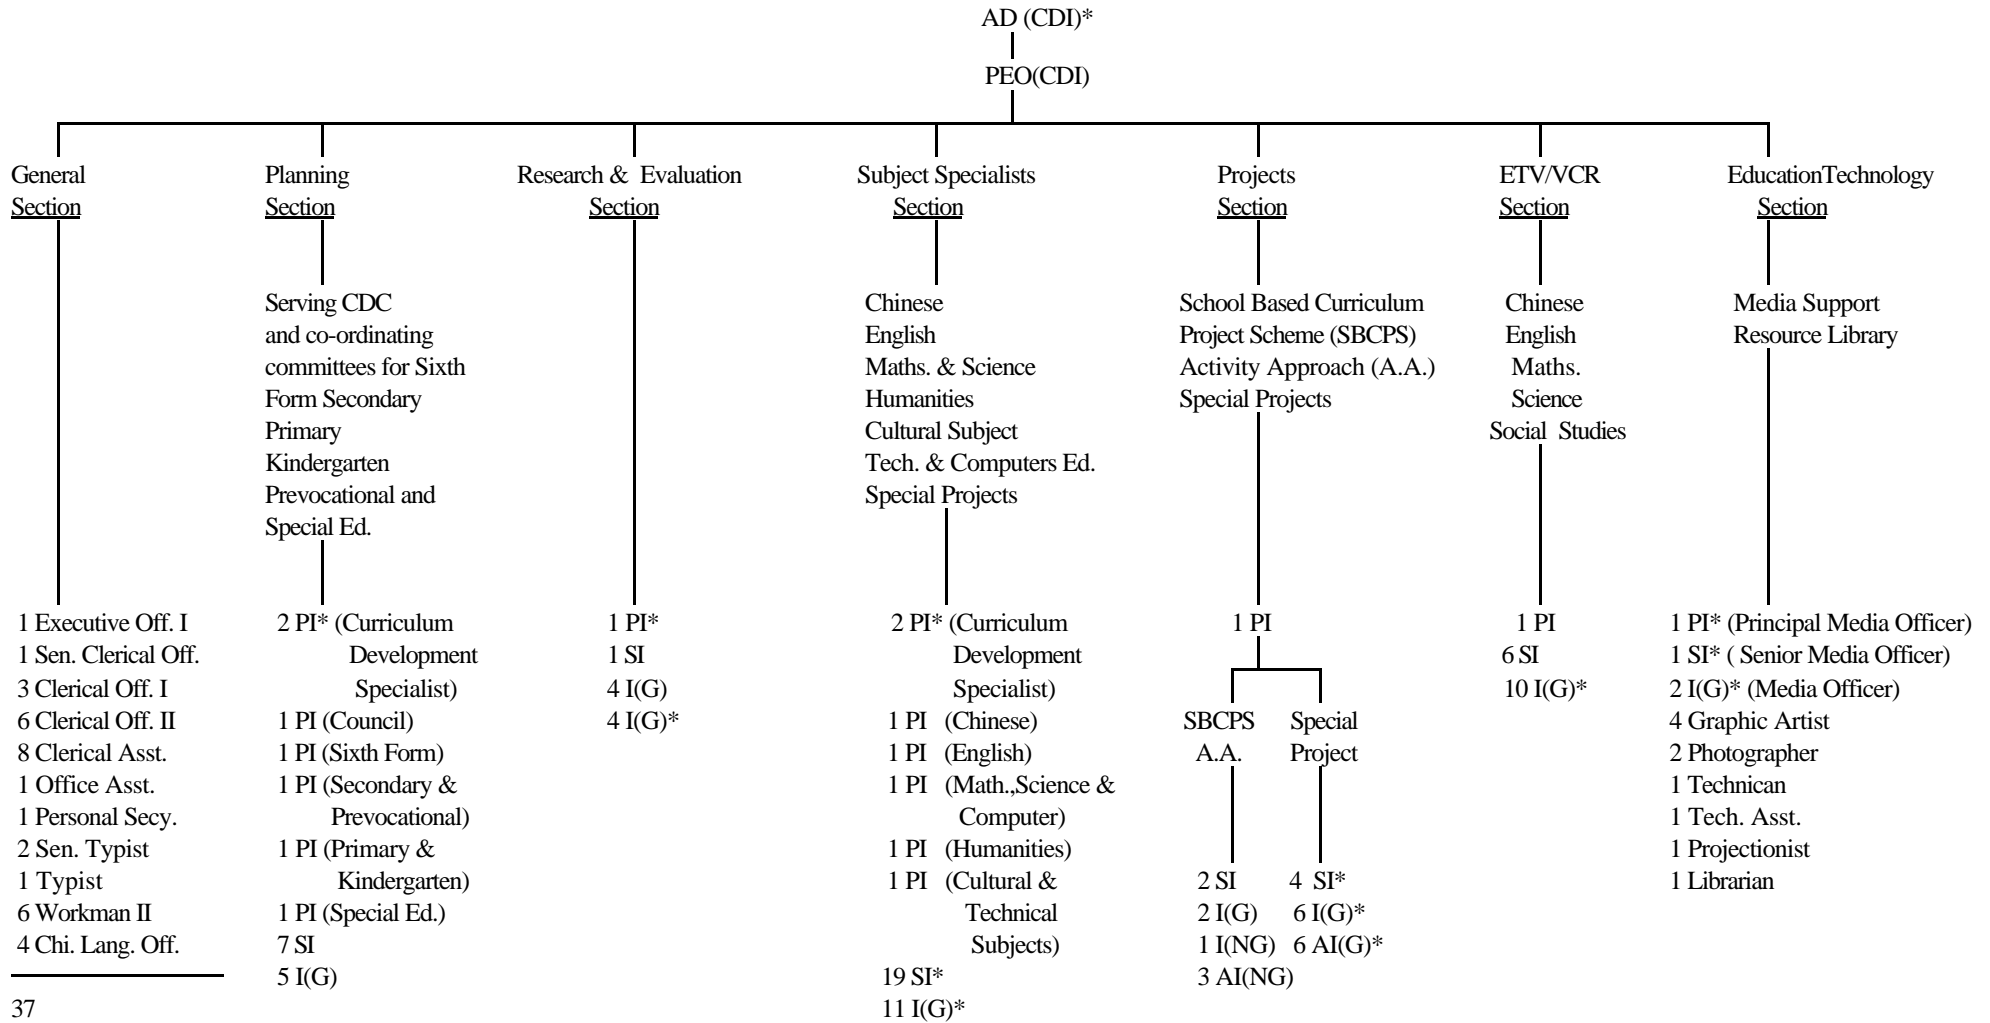 AD (CDI)*
PEO(CDI)
General
Section
Planning
Section
Research & Evaluation
Section
Subject Specialists
Section
Projects
Section
ETV/VCR
Section
EducationTechnology
Section
Serving CDC
and co-ordinating
committees for Sixth
Form Secondary
Primary
Kindergarten
Prevocational and
Special Ed.
Chinese
English
Maths. & Science
Humanities
Cultural Subject
Tech. & Computers Ed.
Special Projects
School Based Curriculum
Project Scheme (SBCPS)
Activity Approach (A.A.)
Special Projects
Chinese
English
Maths.
Science
Social Studies
Media Support
Resource Library
1 Executive Off. I
1 Sen. Clerical Off.
3 Clerical Off. I
6 Clerical Off. II
8 Clerical Asst.
1 Office Asst.
1 Personal Secy.
2 Sen. Typist
1 Typist
6 Workman II
4 Chi. Lang. Off.
37
2 PI* (Curriculum
Development
Specialist)
1 PI (Council)
1 PI (Sixth Form)
1 PI (Secondary &
Prevocational)
1 PI (Primary &
Kindergarten)
1 PI (Special Ed.)
7 SI
5 I(G)
1 PI*
1 SI
4 I(G)
4 I(G)*
2 PI* (Curriculum
Development
Specialist)
1 PI (Chinese)
1 PI (English)
1 PI (Math.,Science &
Computer)
1 PI (Humanities)
1 PI (Cultural &
Technical
Subjects)
19 SI*
11 I(G)*
1 PI
SBCPS
A.A.
2 SI
2 I(G)
1 I(NG)
3 AI(NG)
Special
Project
4 SI*
6 I(G)*
6 AI(G)*
1 PI
6 SI
10 I(G)*
1 PI* (Principal Media Officer)
1 SI* ( Senior Media Officer)
2 I(G)* (Media Officer)
4 Graphic Artist
2 Photographer
1 Technican
1 Tech. Asst.
1 Projectionist
1 Librarian